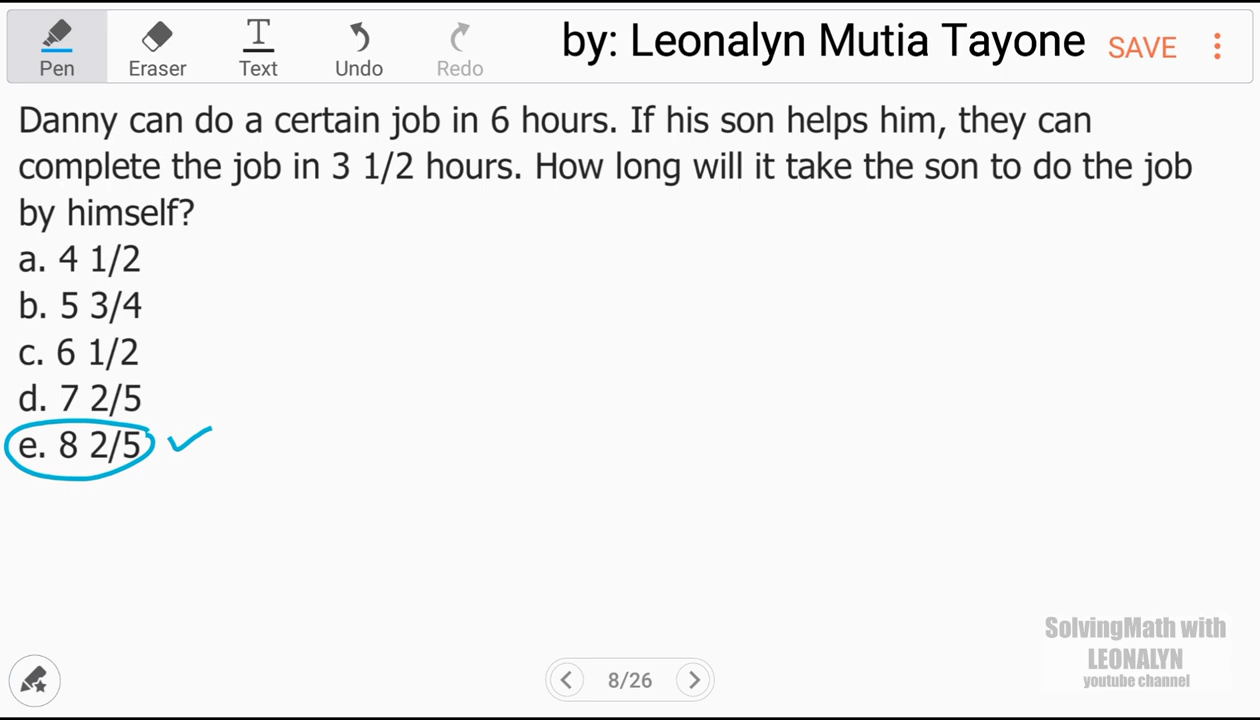 by: Leonalyn Mutia Tayone
SAVE
Pen
Eraser
Text
Undo
Redo
Danny can do a certain job in 6 hours. If his son helps him, they can
complete the job in 3 1/2 hours. How long will it take the son to do the job
by himself?
a. 4 1/2
b. 5 3/4
c. 6 1/2
d. 7 2/5
e. 8 2/5
8/26
SolvingMath with
LEONALYN
youtube channel